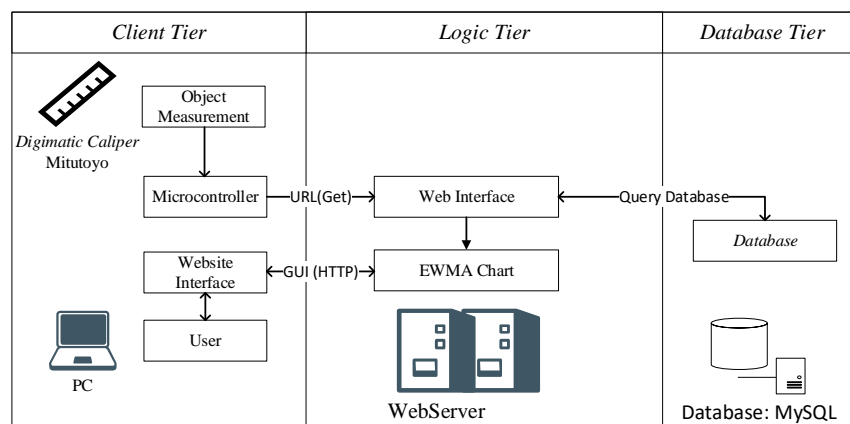 Client Tier
Logic Tier
Database Tier
Object
Measurement
Digimatic Caliper
Mitutoyo
Microcontroller
URL(Get)
Web Interface
Query Database
Database
Website
Interface
GUI (HTTP)
EWMA Chart
User
PC
WebServer
Database: MySQL